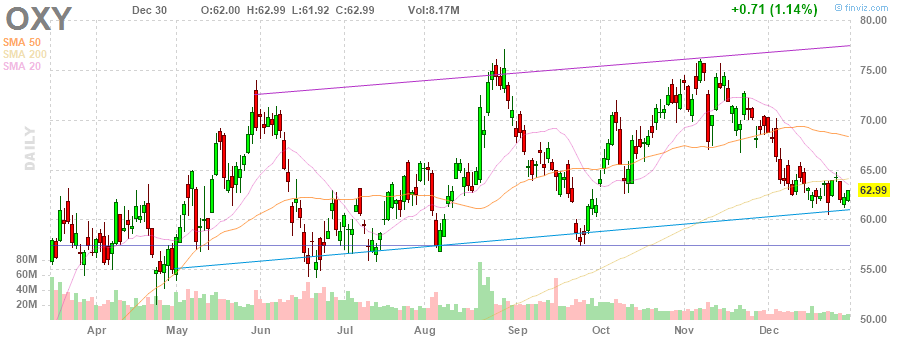 OXY Dec 30 O:62.00 H:62.99 L:61.92 C:62.99 Vol:8.17M +0.71 (1.14%) © finviz.com
SMA 50
SMA 200
SMA 20
DAILY
80.00
75.00
70.00
65.00
62.99
60.00
55.00
50.00
80M
60M
40M
20M
Apr May Jun Jul Aug Sep Oct Nov Dec